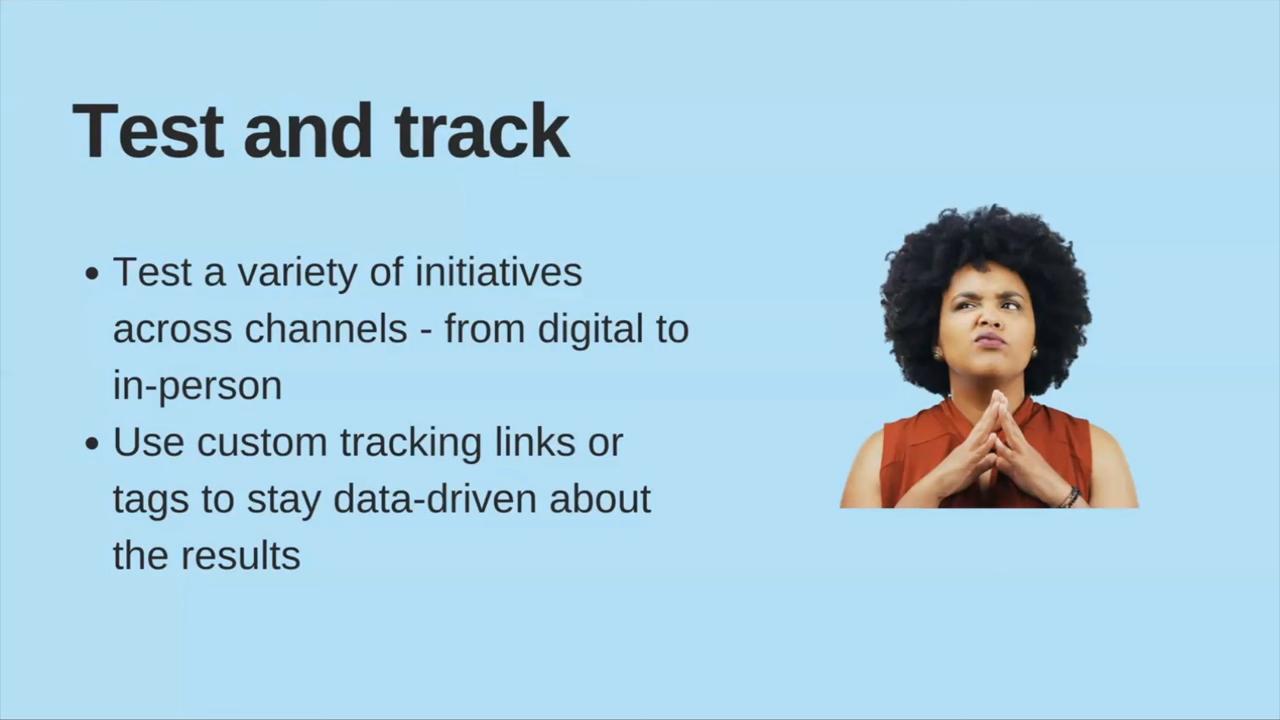 Test and track
• Test a variety of initiatives
across channels - from digital to
in-person
• Use custom tracking links or
tags to stay data-driven about
the results